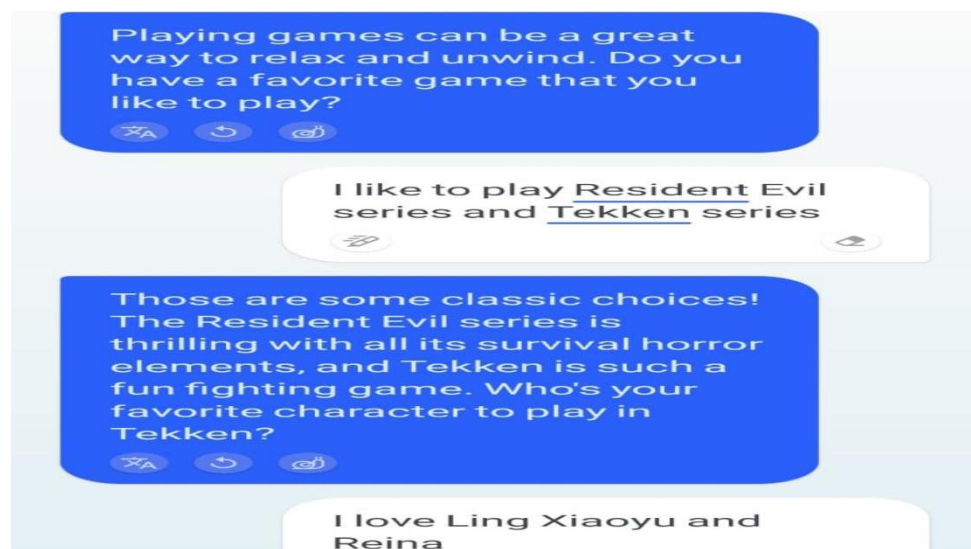 Playing games can be a great
way to relax and unwind. Do you
have a favorite game that you
like to play?
I like to play Resident Evil
series and Tekken series
Those are some classic choices!
The Resident Evil series is
thrilling with all its survival horror
elements, and Tekken is such a
fun fighting game. Who's your
favorite character to play in
Tekken?
I love Ling Xiaoyu and
Reina